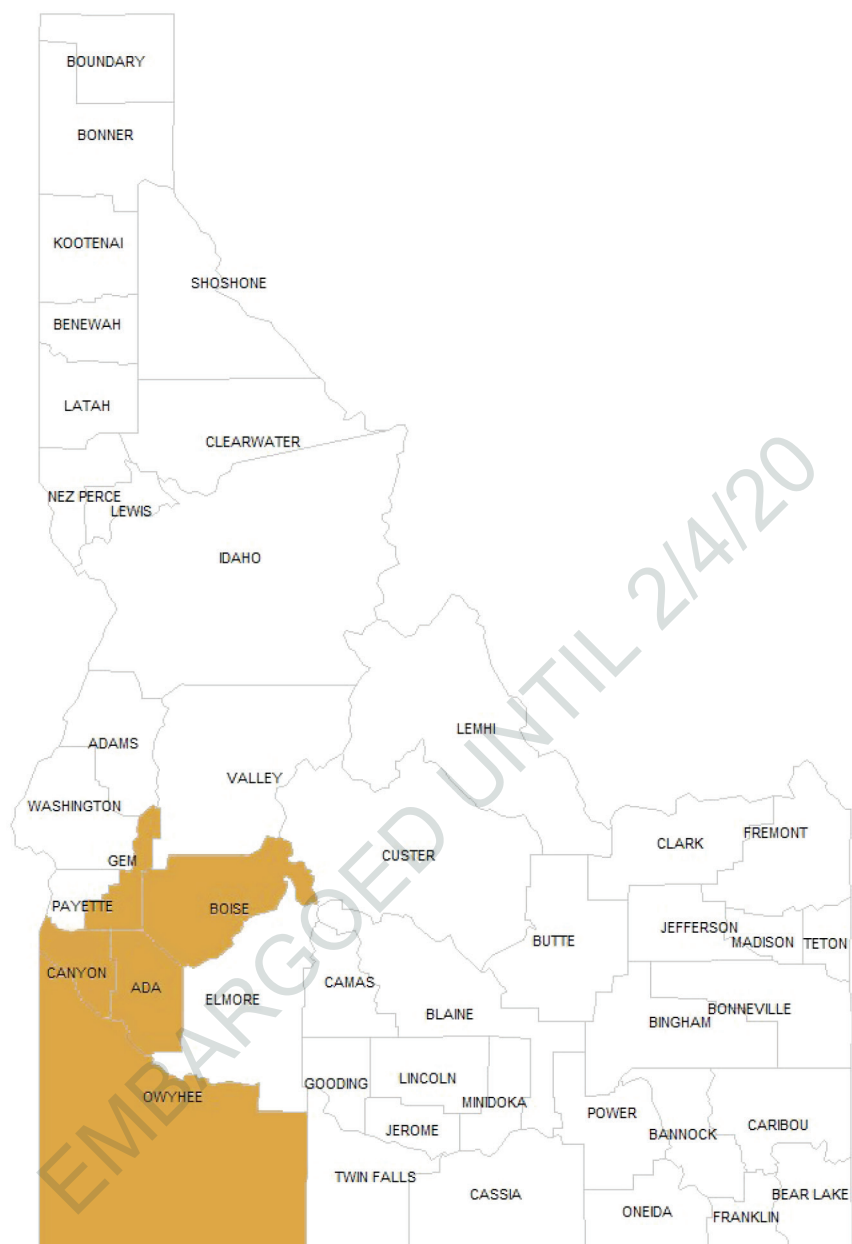 BOUNDARY
BONNER
KOOTENAI
SHOSHONE
BENEWAH
LATAH
CLEARWATER
NEZ PERCE
LEWIS
IDAHO
LEMHI
ADAMS
VALLEY
WASHINGTON
CUSTER
CLARK
FREMONT
GEM
PAYETTE
BOISE
BUTTE
JEFFERSON
MADISON
TETON
CANYON
ADA
ELMORE
CAMAS
BLAINE
BONNEVILLE
BINGHAM
GOODING
LINCOLN
MINIDOKA
OWYHEE
JEROME
POWER
BANNOCK
CARIBOU
TWIN FALLS
CASSIA
ONEIDA
FRANKLIN
BEAR LAKE
EMBARGOED UNTIL 2/4/20